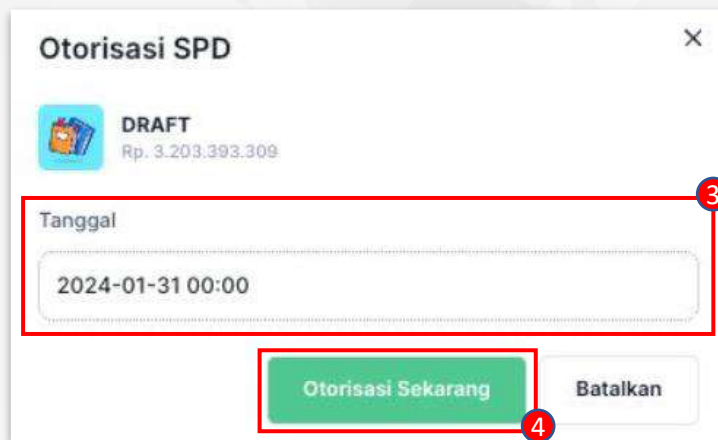 Otorisasi SPD
DRAFT
Rp. 3.203.393.309
3
Tanggal
2024-01-31 00:00
Otorisasi Sekarang
Batalkan
4